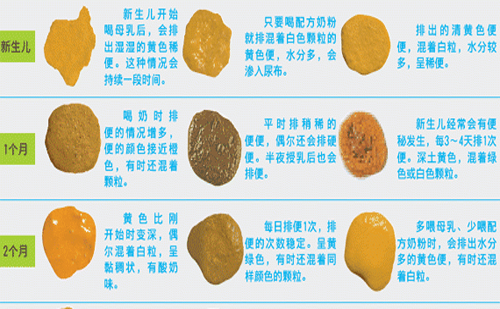 新生儿
新生儿开始
喝母乳后，会排
出湿湿的黄色稀
便。这种情况会
持续一段时间。
只要喝配方奶粉
就排混着白色颗粒的
黄色便，水分多，会
渗入尿布。
排出的清黄色便
便，混着白粒，水分较
多，呈稀便。
1个月
喝奶时排
便的情况增多，
便的颜色接近橙
色，有时还混着
颗粒。
平时排稍稀的
便便，偶尔还会排硬
便。半夜授乳后也会
排便。
新生儿经常会有便
秘发生，每3～4天排1次
便。深土黄色，混着绿
色或白色颗粒。
2个月
黄色比刚
开始时变深，偶
尔混着白粒，呈
黏稠状，有酸奶
味。
每日排便1次，排
便的次数稳定。呈黄
绿色，有时还混着同
样颜色的颗粒。
多喂母乳、少喂配
方奶粉时，会排出水分
多的黄色便，有时还混
着白粒。